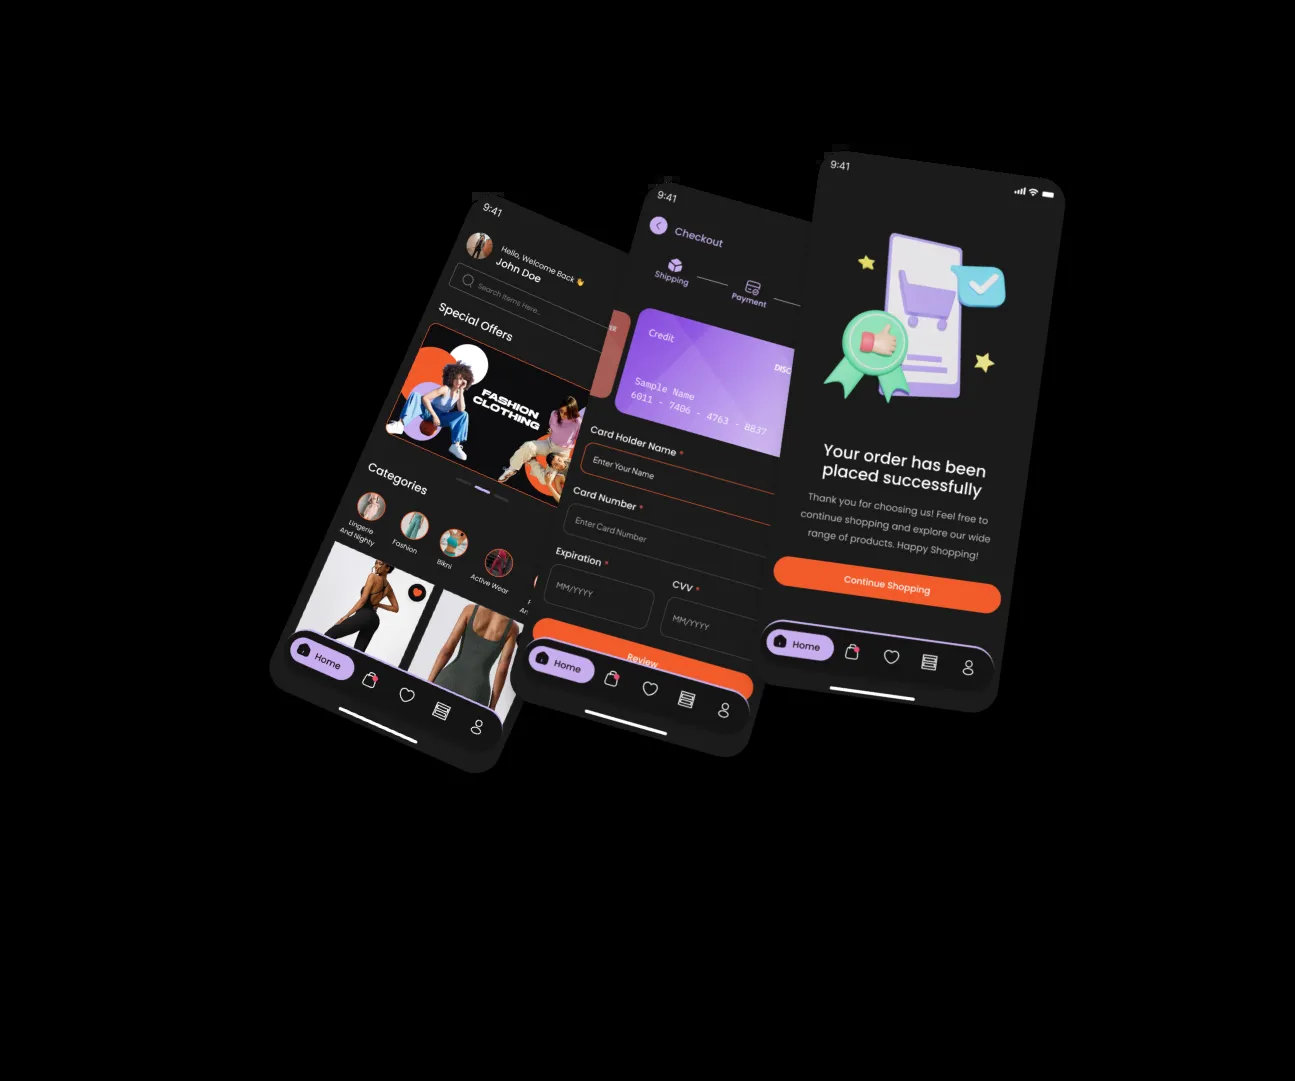 9:41
Hello, Welcome Back 👋
John Doe
Search Items Here..
Special Offers
FASHION
CLOTHING
Categories
Lingerie
And Nighty
Fashion
Bikni
Active Wear
Home
9:41
Checkout
Shipping
Payment
Credit
DISC
Sample Name
6011 - 7406 - 4763 - 8837
Card Holder Name *
Enter Your Name
Card Number *
Enter Card Number
Expiration *
CVV *
MM/YYYY
MM/YYYY
Review
Home
9:41
Your order has been
placed successfully
Thank you for choosing us! Feel free to
continue shopping and explore our wide
range of products. Happy Shopping!
Continue Shopping
Home